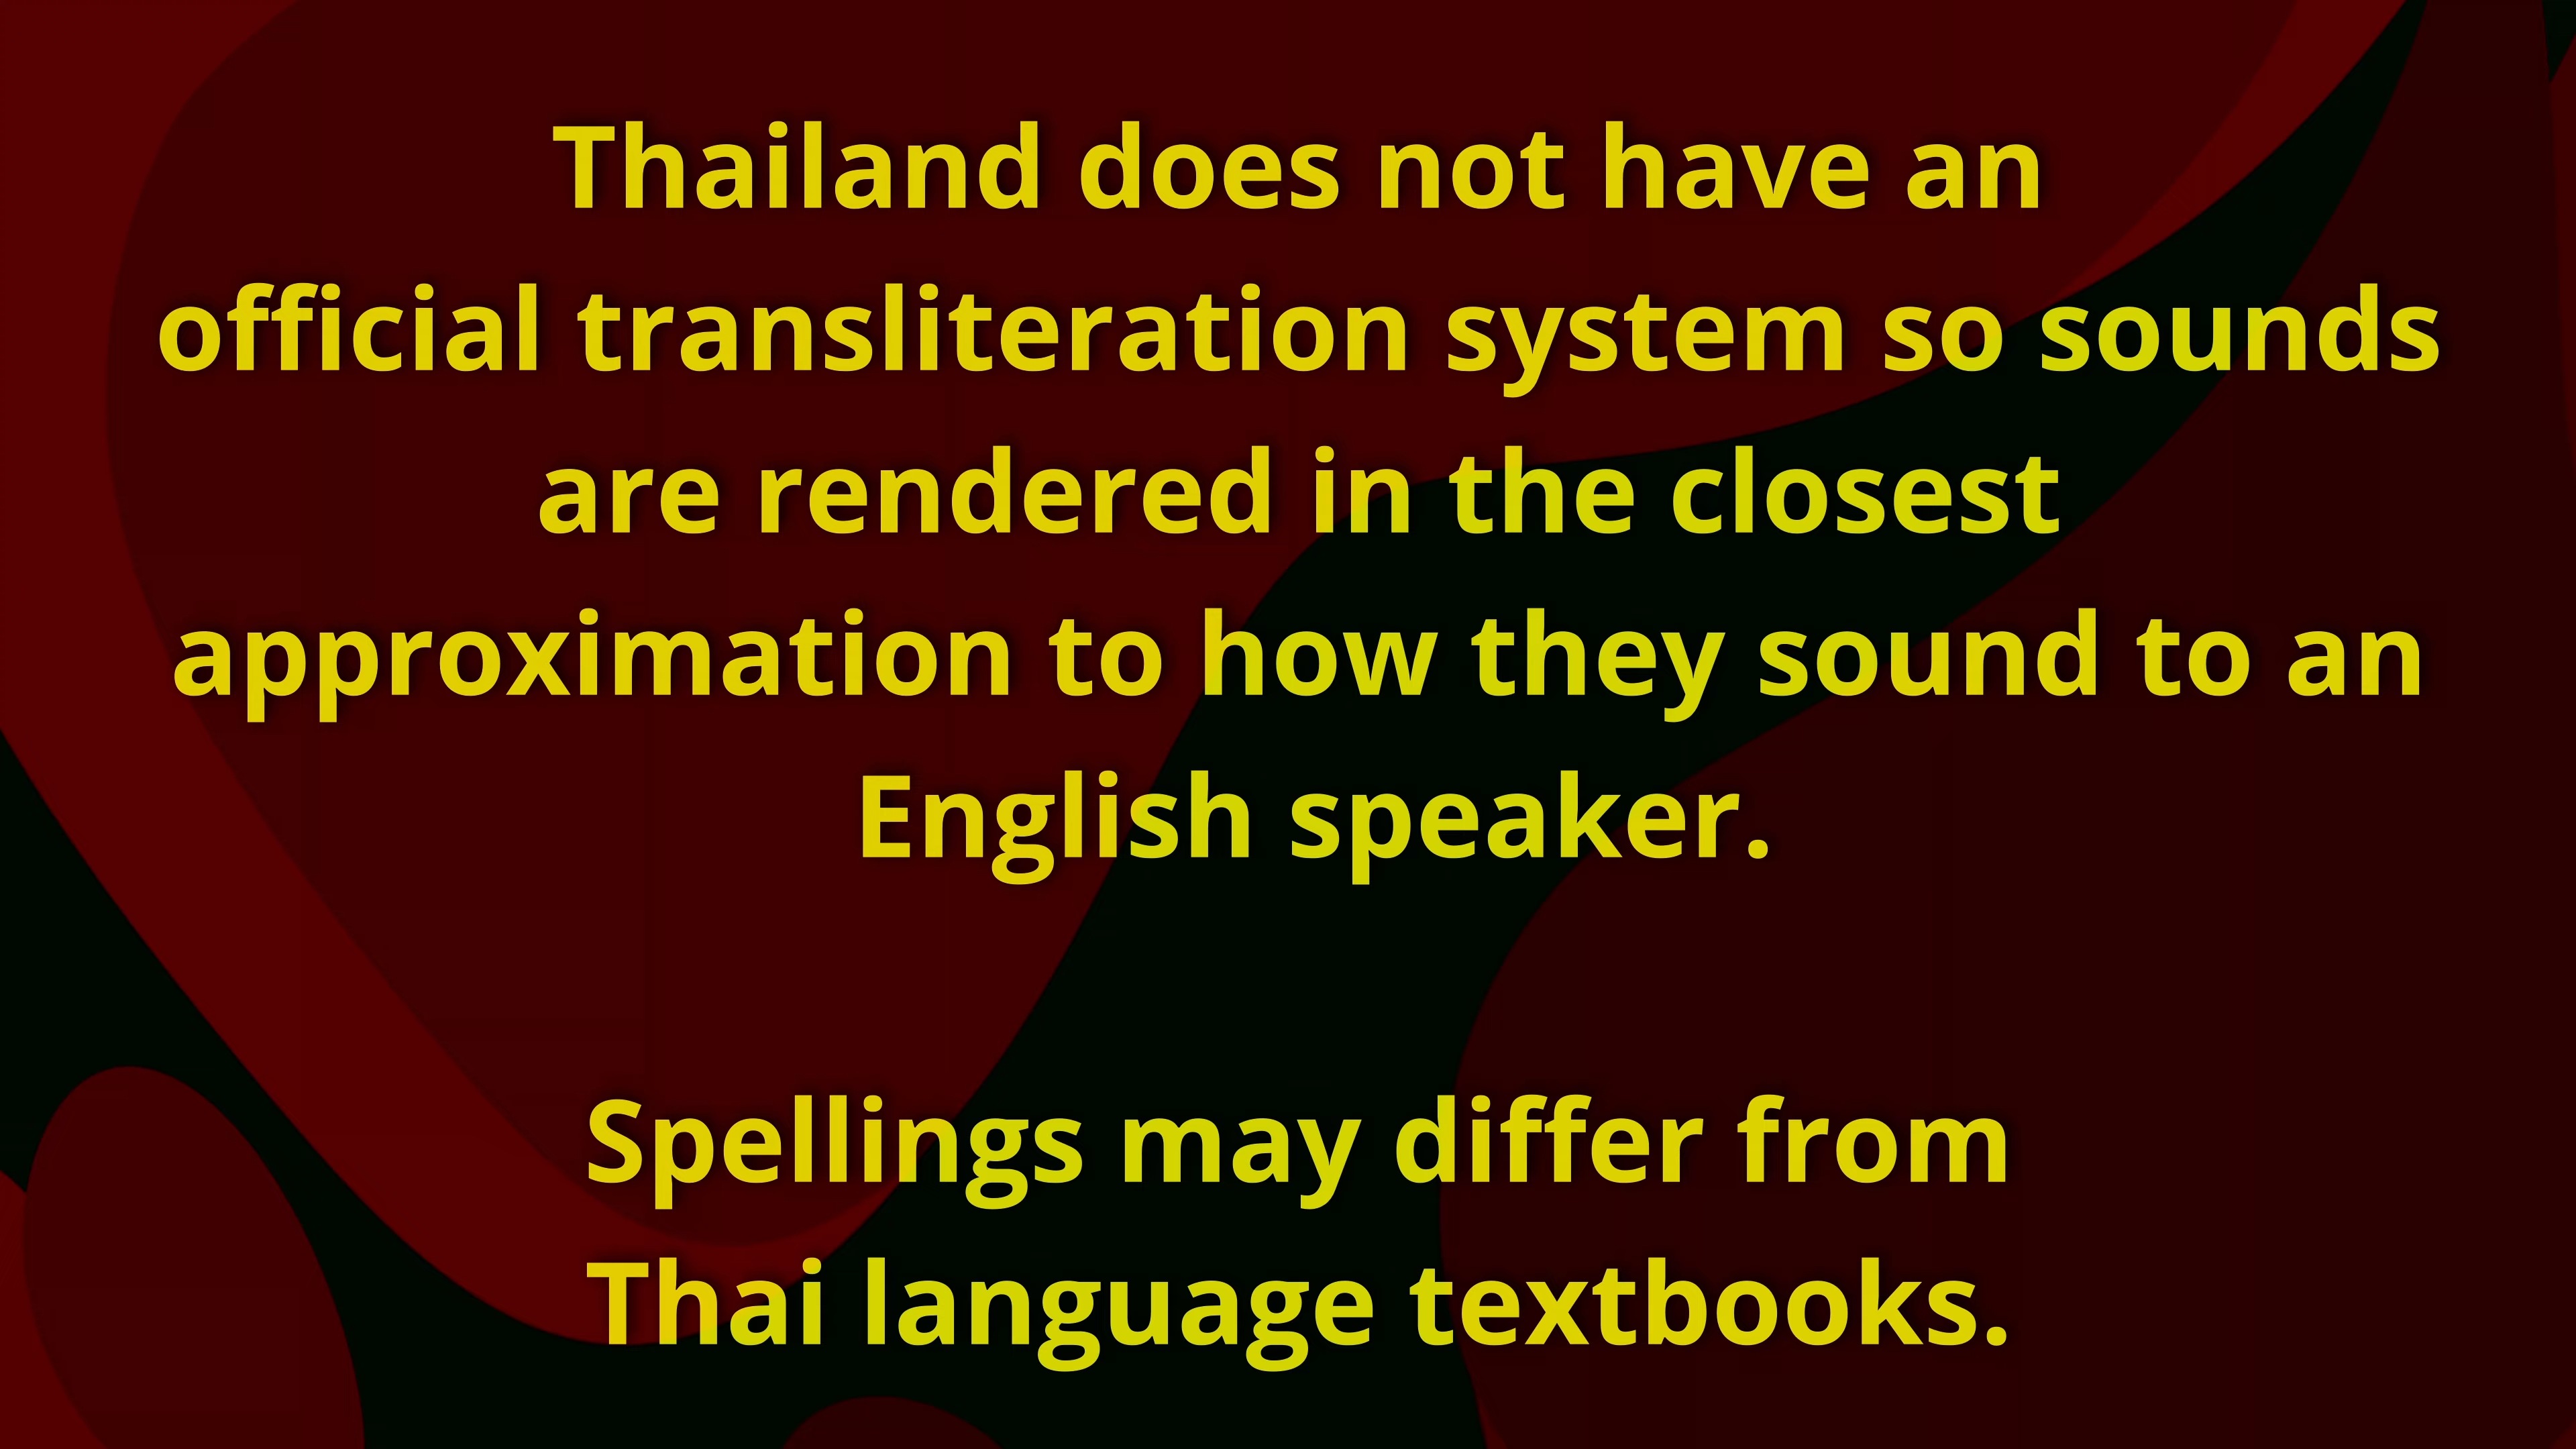 Thailand does not have an
official transliteration system so sounds
are rendered in the closest
approximation to how they sound to an
English speaker.
Spellings may differ from
Thai language textbooks.